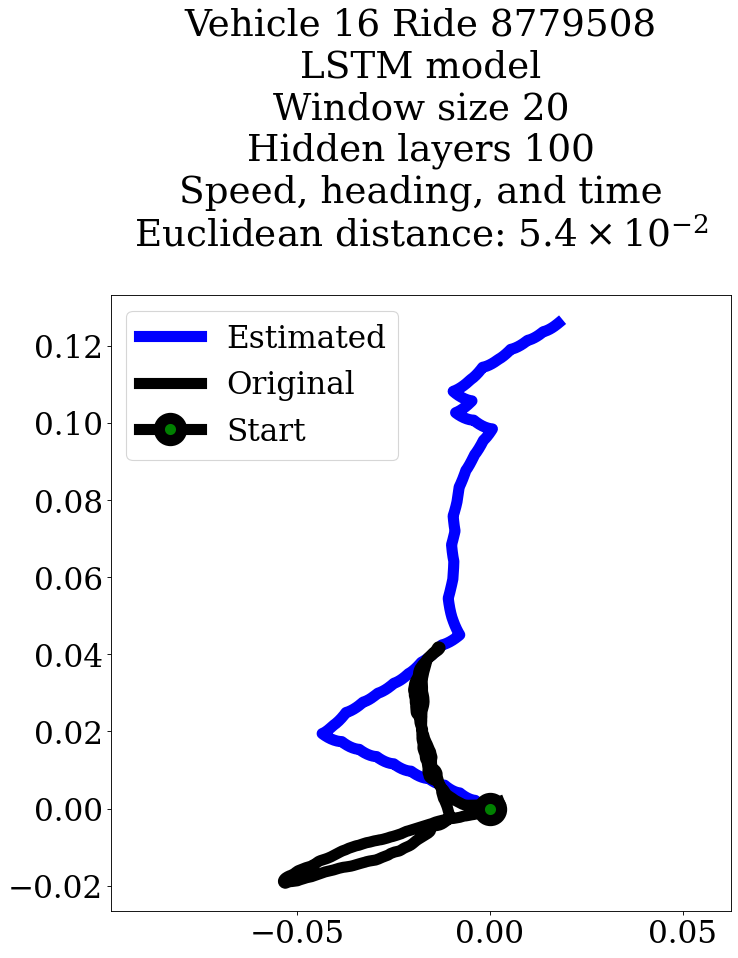 Vehicle 16 Ride 8779508
LSTM model
Window size 20
Hidden layers 100
Speed, heading, and time
Euclidean distance: 5.4 × 10⁻²
Estimated
Original
Start
0.12
0.10
0.08
0.06
0.04
0.02
0.00
−0.02
−0.05 0.00 0.05